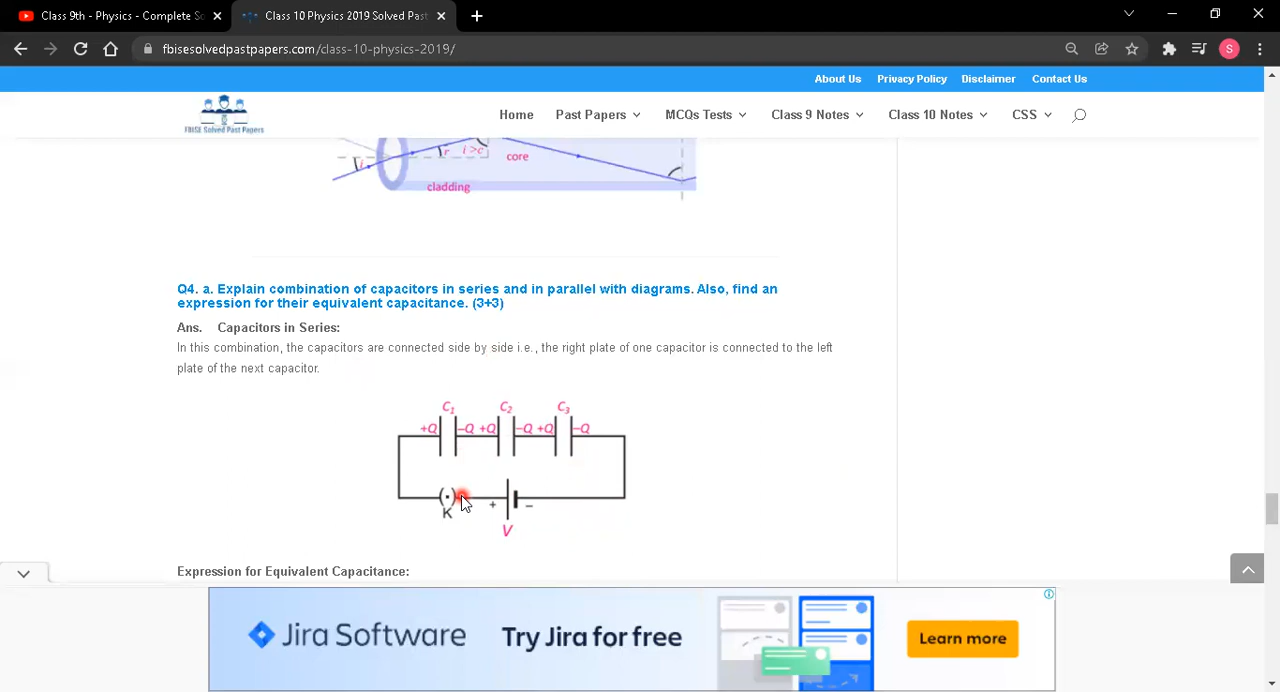 Class 9th - Physics - Complete So
Class 10 Physics 2019 Solved Past
fbisesolvedpastpapers.com/class-10-physics-2019/
S
About Us Privacy Policy Disclaimer Contact Us
FBISE Solved Past Papers
Home Past Papers MCQs Tests Class 9 Notes Class 10 Notes CSS
i r i >c core
cladding
Q4. a. Explain combination of capacitors in series and in parallel with diagrams. Also, find an
expression for their equivalent capacitance. (3+3)
Ans. Capacitors in Series:
In this combination, the capacitors are connected side by side i.e., the right plate of one capacitor is connected to the left
plate of the next capacitor.
C₁ C₂ C₃
+Q −Q +Q −Q +Q −Q
+ −
K
V
Expression for Equivalent Capacitance:
Jira Software Try Jira for free Learn more